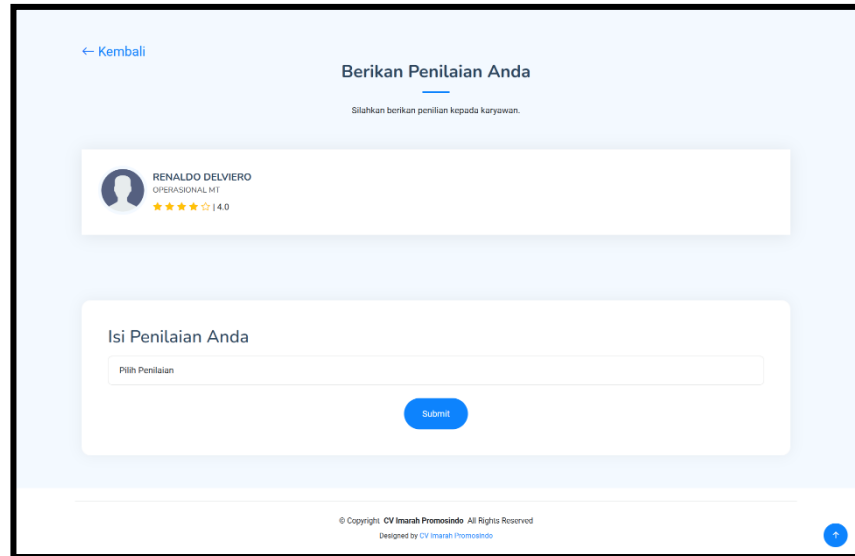 ← Kembali
Berikan Penilaian Anda
Silahkan berikan penilian kepada karyawan.
RENALDO DELVIERO
OPERASIONAL MT
★★★★☆ | 4.0
Isi Penilaian Anda
Pilih Penilaian
Submit
© Copyright CV Imarah Promosindo All Rights Reserved
Designed by CV Imarah Promosindo